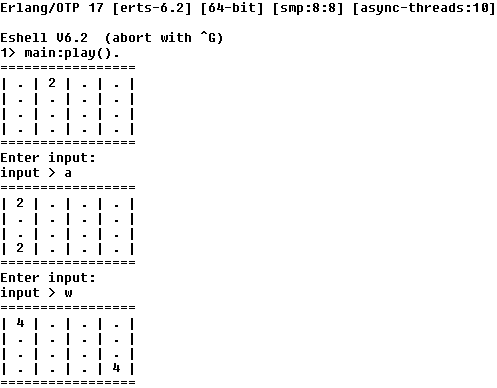 Erlang/OTP 17 [erts-6.2] [64-bit] [smp:8:8] [async-threads:10]
Eshell V6.2  (abort with ^G)
1> main:play().
=================
| . | 2 | . | . |
| . | . | . | . |
| . | . | . | . |
| . | . | . | . |
=================
Enter input:
input > a
=================
| 2 | . | . | . |
| . | . | . | . |
| . | . | . | . |
| 2 | . | . | . |
=================
Enter input:
input > w
=================
| 4 | . | . | . |
| . | . | . | . |
| . | . | . | . |
| . | . | . | 4 |
=================